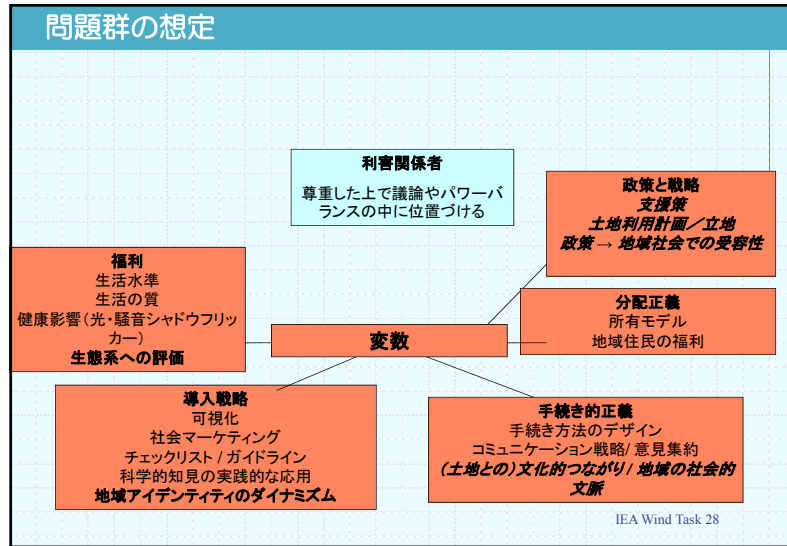 問題群の想定
利害関係者
尊重した上で議論やパワーバ
ランスの中に位置づける
政策と戦略
支援策
土地利用計画／立地
政策 → 地域社会での受容性
福利
生活水準
生活の質
健康影響（光・騒音シャドウフリッ
カー）
生態系への評価
変数
分配正義
所有モデル
地域住民の福利
導入戦略
可視化
社会マーケティング
チェックリスト / ガイドライン
科学的知見の実践的な応用
地域アイデンティティのダイナミズム
手続き的正義
手続き方法のデザイン
コミュニケーション戦略/ 意見集約
（土地との）文化的つながり / 地域の社会的
文脈
IEA Wind Task 28